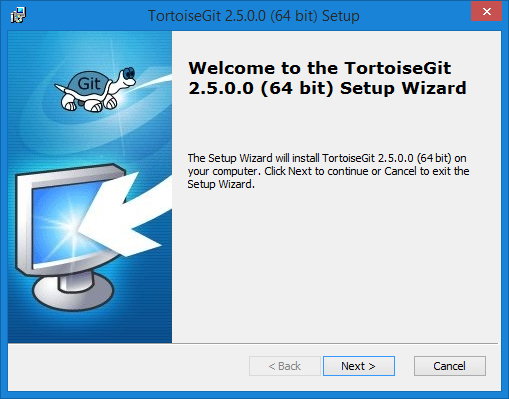 TortoiseGit 2.5.0.0 (64 bit) Setup
Git
Welcome to the TortoiseGit
2.5.0.0 (64 bit) Setup Wizard
The Setup Wizard will install TortoiseGit 2.5.0.0 (64 bit) on
your computer. Click Next to continue or Cancel to exit the
Setup Wizard.
< Back Next > Cancel